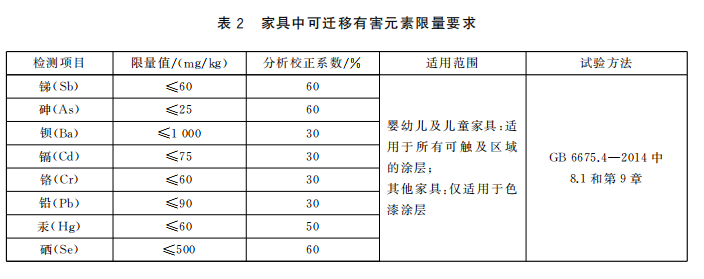 表 2 家具中可迁移有害元素限量要求
检测项目 限量值/(mg/kg) 分析校正系数/% 适用范围 试验方法
锑(Sb) ≤60 60
砷(As) ≤25 60
钡(Ba) ≤1 000 30
镉(Cd) ≤75 30
铬(Cr) ≤60 30
铅(Pb) ≤90 30
汞(Hg) ≤60 50
硒(Se) ≤500 60
婴幼儿及儿童家具:适
用于所有可触及区域
的涂层;
其他家具:仅适用于色
漆涂层
GB 6675.4—2014 中
8.1 和第 9 章